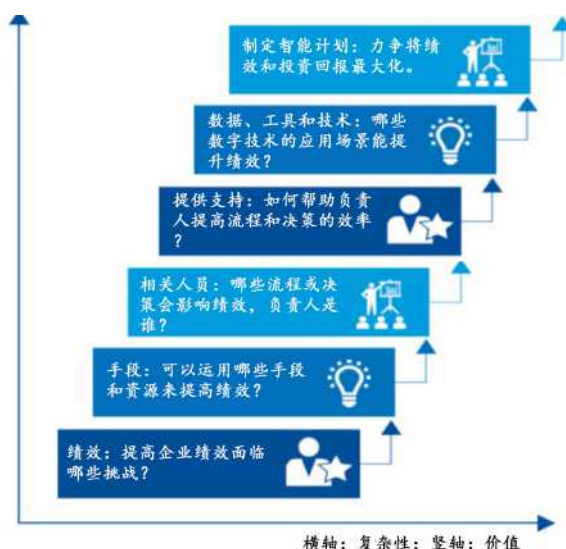 制定智能计划：力争将绩
效和投资回报最大化。
数据、工具和技术：哪些
数字技术的应用场景能提
升绩效？
提供支持：如何帮助负责
人提高流程和决策的效率
？
相关人员：哪些流程或决
策会影响绩效，负责人是
谁？
手段：可以运用哪些手段
和资源来提高绩效？
绩效：提高企业绩效面临
哪些挑战？
横轴：复杂性；竖轴：价值